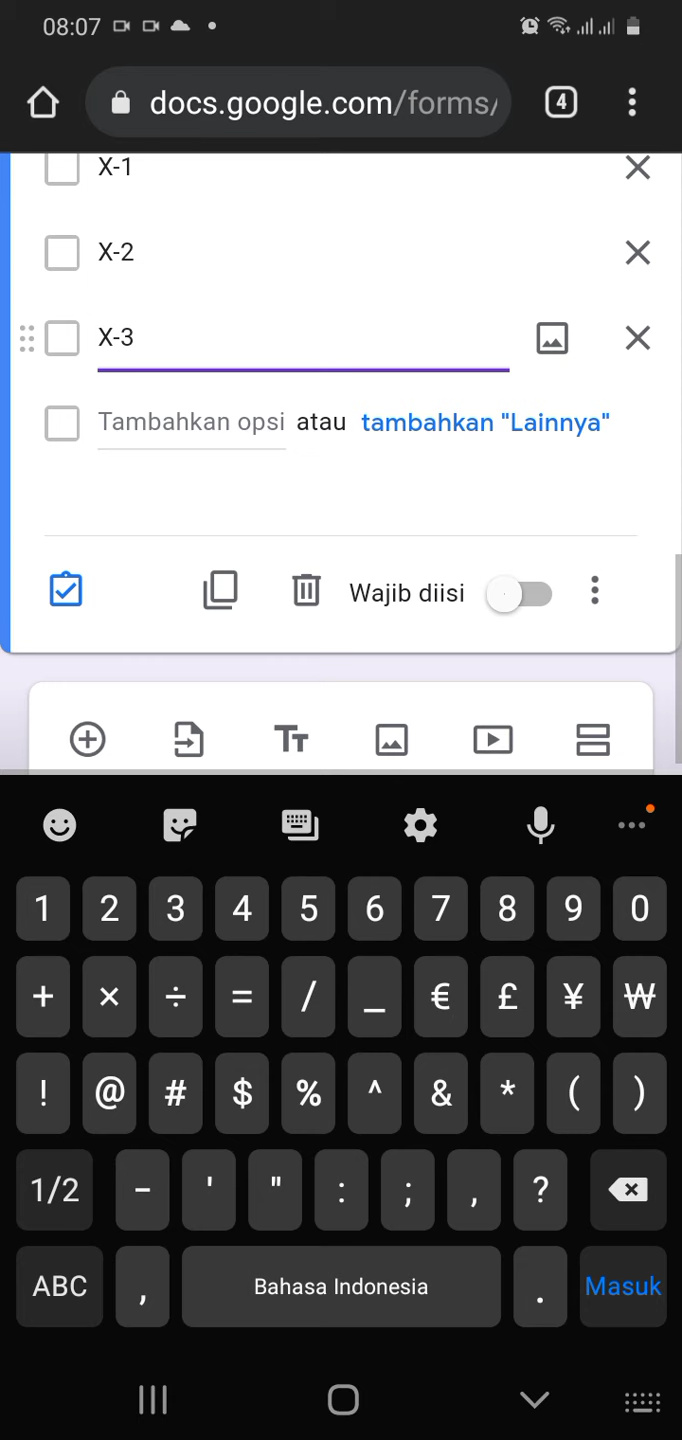 08:07
docs.google.com/forms/
4
X-1
X-2
X-3
Tambahkan opsi atau tambahkan "Lainnya"
Wajib diisi
Tт
1 2 3 4 5 6 7 8 9 0
+ × ÷ = / _ € £ ¥ ₩
! @ # $ % ^ & * ( )
1/2 - ' " : ; , ?
ABC , Bahasa Indonesia . Masuk